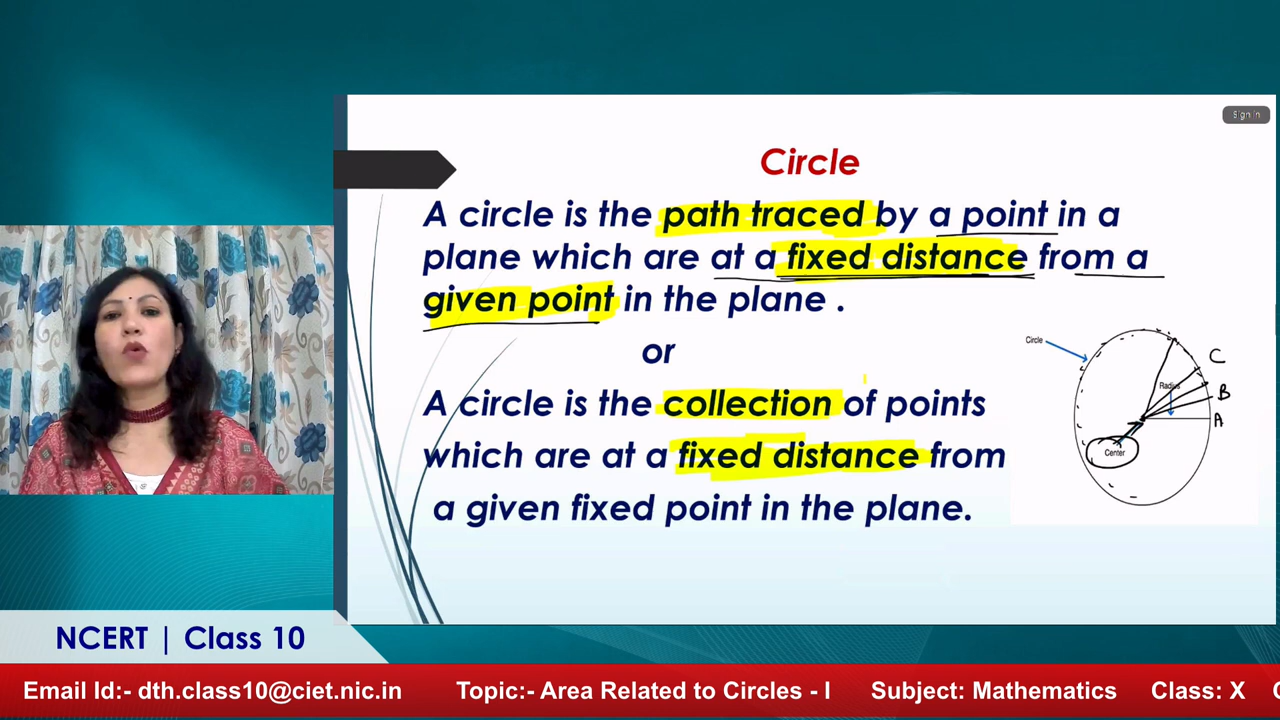 Sign in
Circle
A circle is the path traced by a point in a
plane which are at a fixed distance from a
given point in the plane .
or
A circle is the collection of points
which are at a fixed distance from
a given fixed point in the plane.
Circle
C
Radius
B
A
Center
NCERT | Class 10
Email Id:- dth.class10@ciet.nic.in Topic:- Area Related to Circles - I Subject: Mathematics Class: X